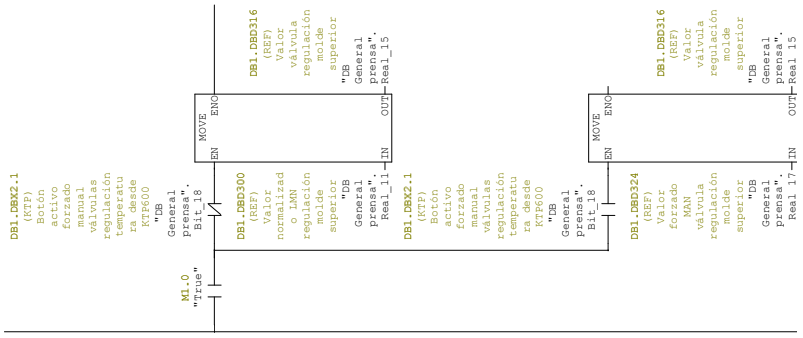 DB1.DBX2.1
(KTP)
Botón
activo
forzado
manual
válvulas
regulación
temperatu
ra desde
KTP600
"DB
General
prensa".
Bit_18
M1.0
"True"
MOVE
EN
ENO
DB1.DBD300
(REF)
Valor
normalizad
o LMN
regulación
molde
superior
"DB
General
prensa".
Real_11
IN
DB1.DBD316
(REF)
Valor
válvula
regulación
molde
superior
"DB
General
prensa".
Real_15
OUT
DB1.DBX2.1
(KTP)
Botón
activo
forzado
manual
válvulas
regulación
temperatu
ra desde
KTP600
"DB
General
prensa".
Bit_18
MOVE
EN
ENO
DB1.DBD324
(REF)
Valor
forzado
MAN
válvula
regulación
molde
superior
"DB
General
prensa".
Real_17
IN
DB1.DBD316
(REF)
Valor
válvula
regulación
molde
superior
"DB
General
prensa".
Real_15
OUT